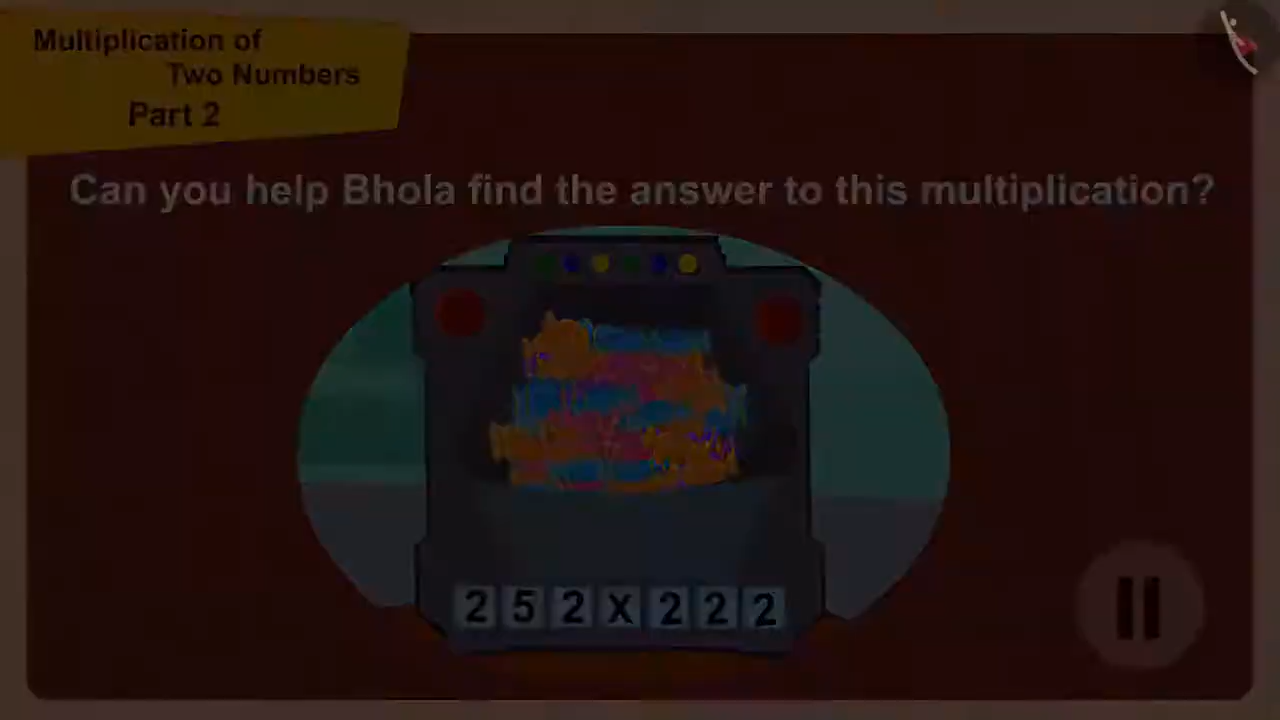 Multiplication of
Two Numbers
Part 2
Can you help Bhola find the answer to this multiplication?
252X222